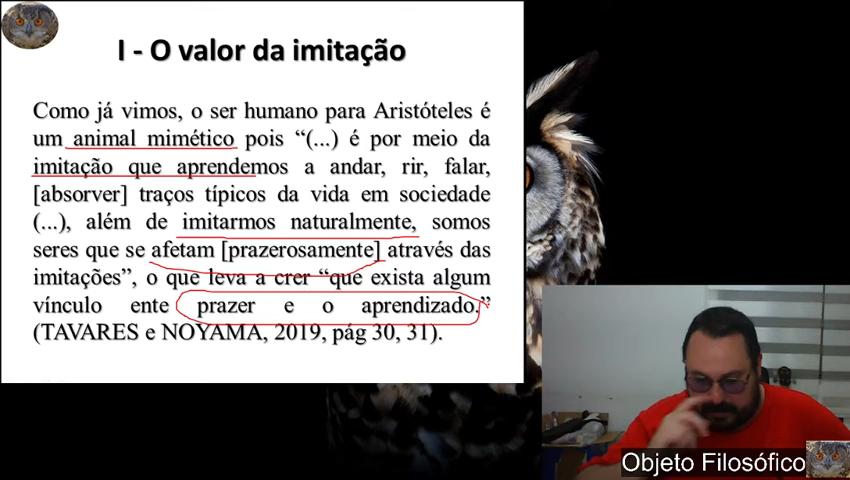 I - O valor da imitação
Como já vimos, o ser humano para Aristóteles é
um animal mimético pois “(...) é por meio da
imitação que aprendemos a andar, rir, falar,
[absorver] traços típicos da vida em sociedade
(...), além de imitarmos naturalmente, somos
seres que se afetam [prazerosamente] através das
imitações”, o que leva a crer “que exista algum
vínculo ente prazer e o aprendizado.”
(TAVARES e NOYAMA, 2019, pág 30, 31).
Objeto Filosófico